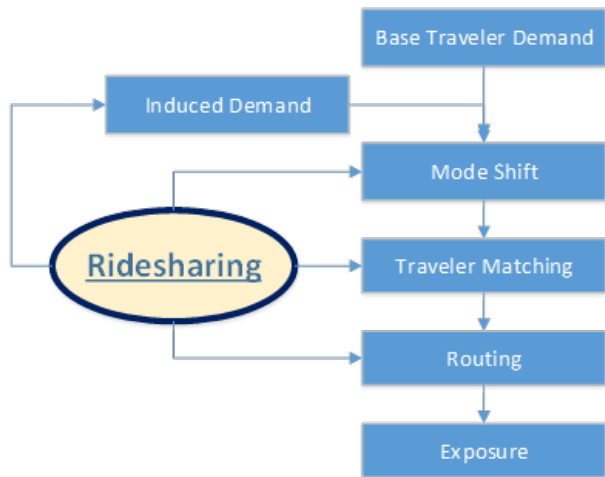 Base Traveler Demand
Induced Demand
Mode Shift
Ridesharing
Traveler Matching
Routing
Exposure